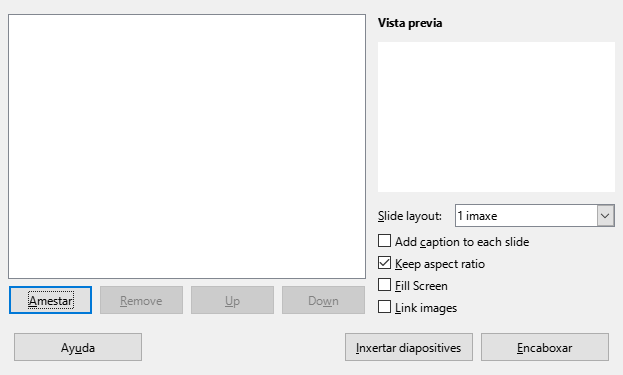 Vista previa
Slide layout: 1 imaxe
Add caption to each slide
Keep aspect ratio
Fill Screen
Link images
Amestar Remove Up Down
Ayuda Inxertar diapositives Encaboxar